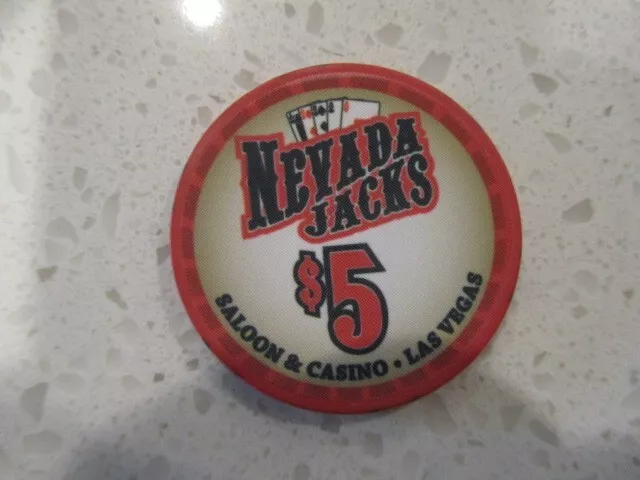 NEVADA
JACKS
$5
SALOON & CASINO • LAS VEGAS